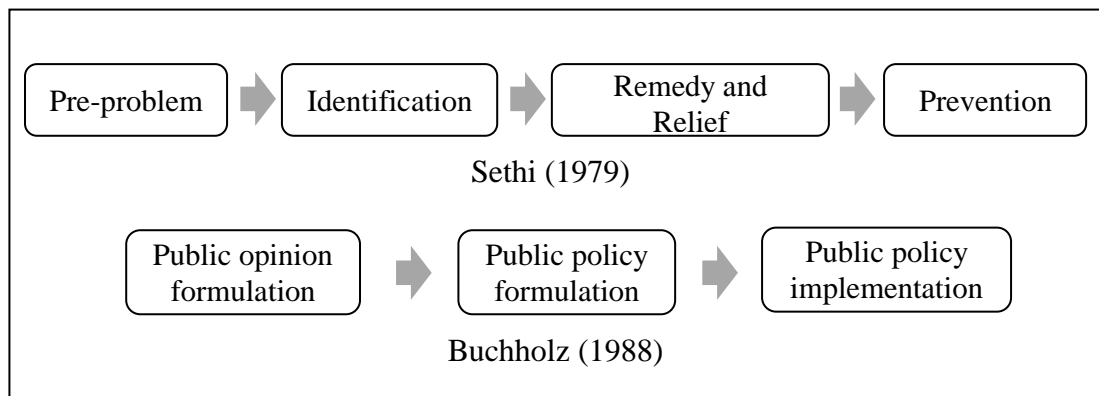 Pre-problem
Identification
Remedy and
Relief
Prevention
Sethi (1979)
Public opinion
formulation
Public policy
formulation
Public policy
implementation
Buchholz (1988)